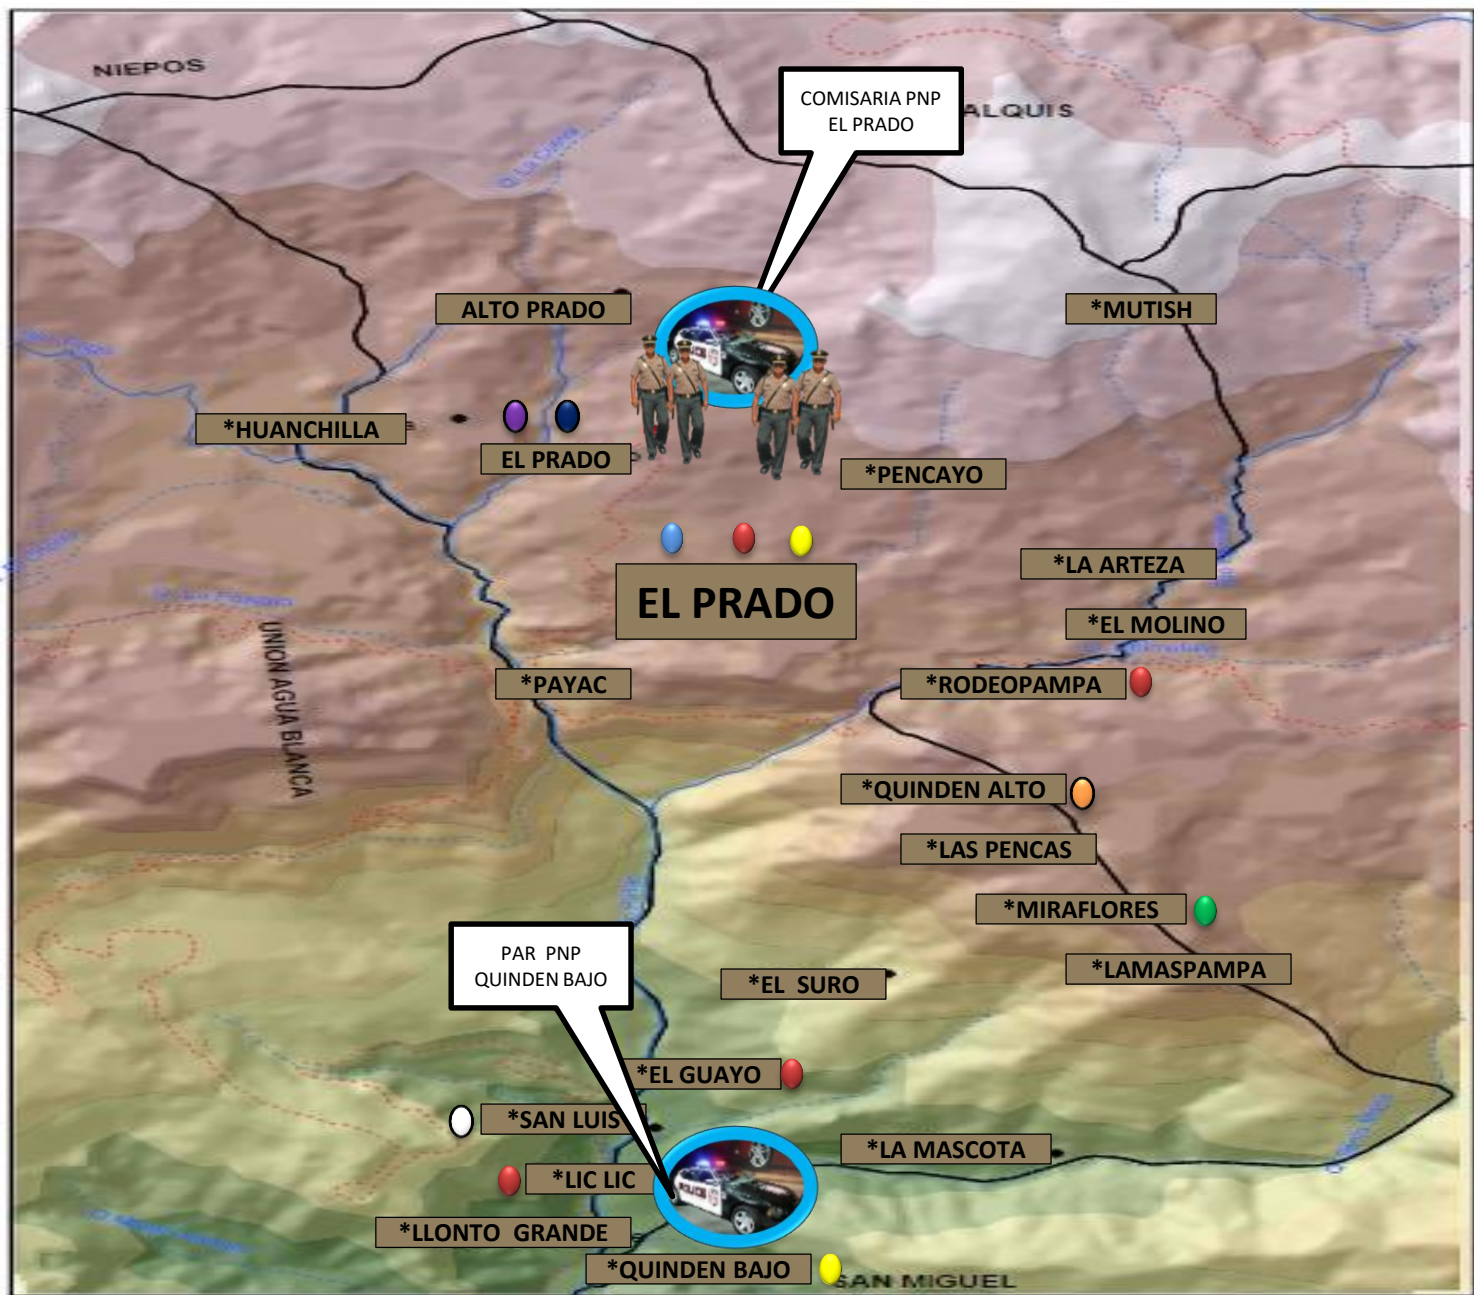 NIEPOS
COMISARIA PNP
EL PRADO
ALQUIS
ALTO PRADO
*MUTISH
*HUANCHILLA
EL PRADO
*PENCAYO
*LA ARTEZA
EL PRADO
*EL MOLINO
UNION AGUA BLANCA
*PAYAC
*RODEOPAMPA
*QUINDEN ALTO
*LAS PENCAS
*MIRAFLORES
PAR PNP
QUINDEN BAJO
*LAMASPAMPA
*EL SURO
*EL GUAYO
*SAN LUIS
*LA MASCOTA
*LIC LIC
*LLONTO GRANDE
*QUINDEN BAJO
SAN MIGUEL